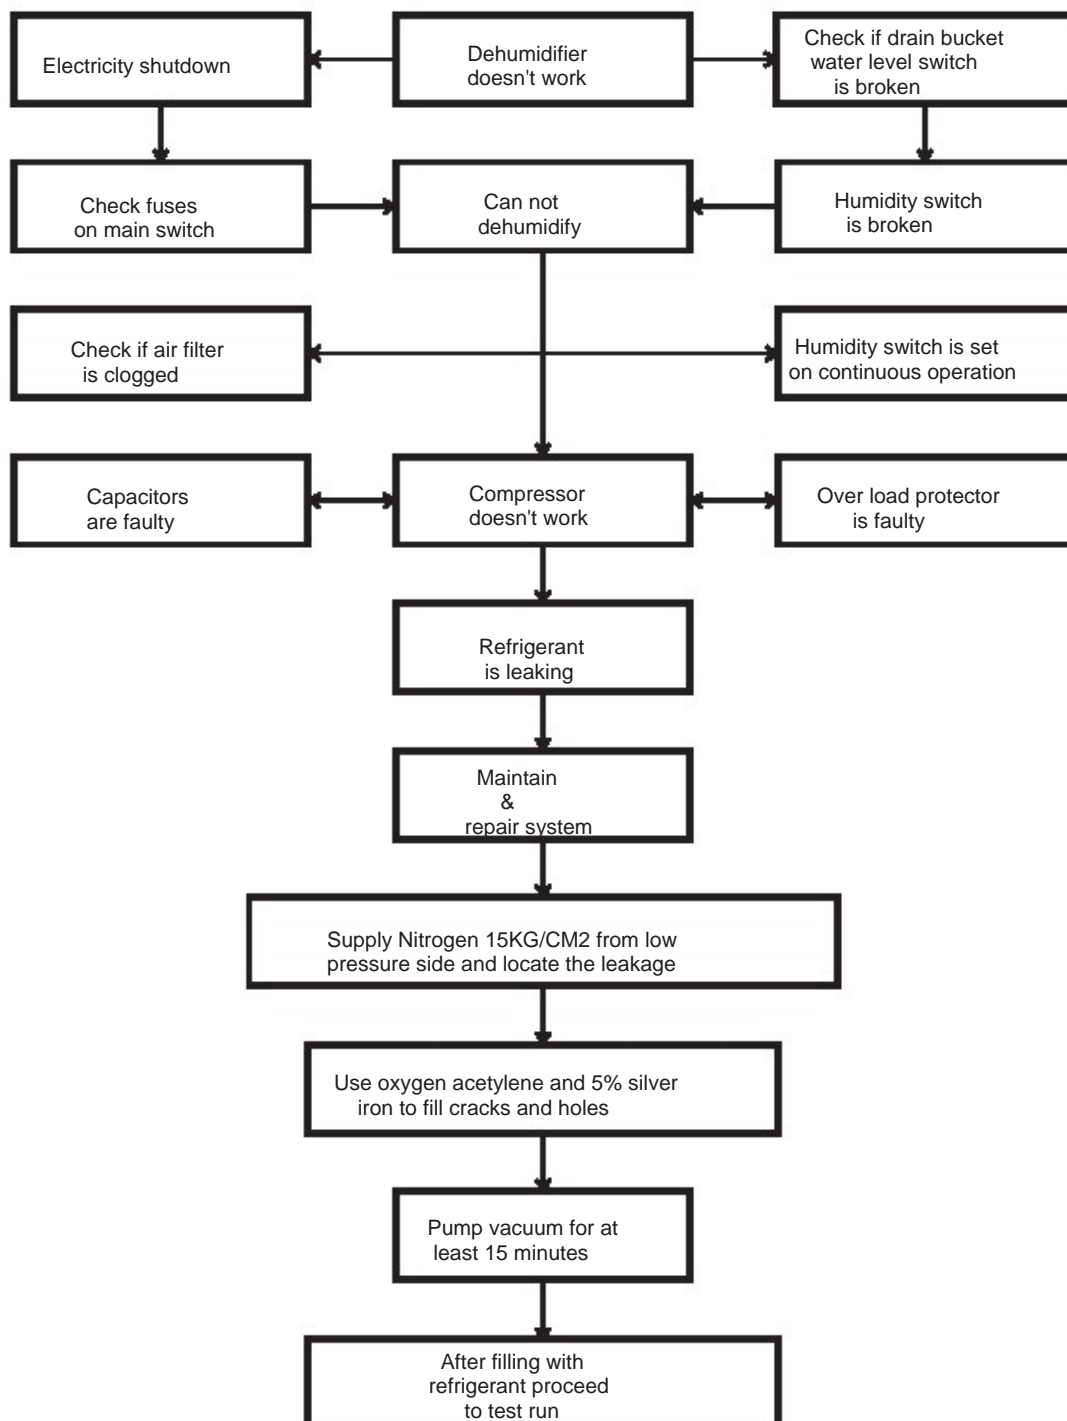 Electricity shutdown
Dehumidifier
doesn't work
Check if drain bucket
water level switch
is broken
Check fuses
on main switch
Can not
dehumidify
Humidity switch
is broken
Check if air filter
is clogged
Humidity switch is set
on continuous operation
Capacitors
are faulty
Compressor
doesn't work
Over load protector
is faulty
Refrigerant
is leaking
Maintain
&
repair system
Supply Nitrogen 15KG/CM2 from low
pressure side and locate the leakage
Use oxygen acetylene and 5% silver
iron to fill cracks and holes
Pump vacuum for at
least 15 minutes
After filling with
refrigerant proceed
to test run